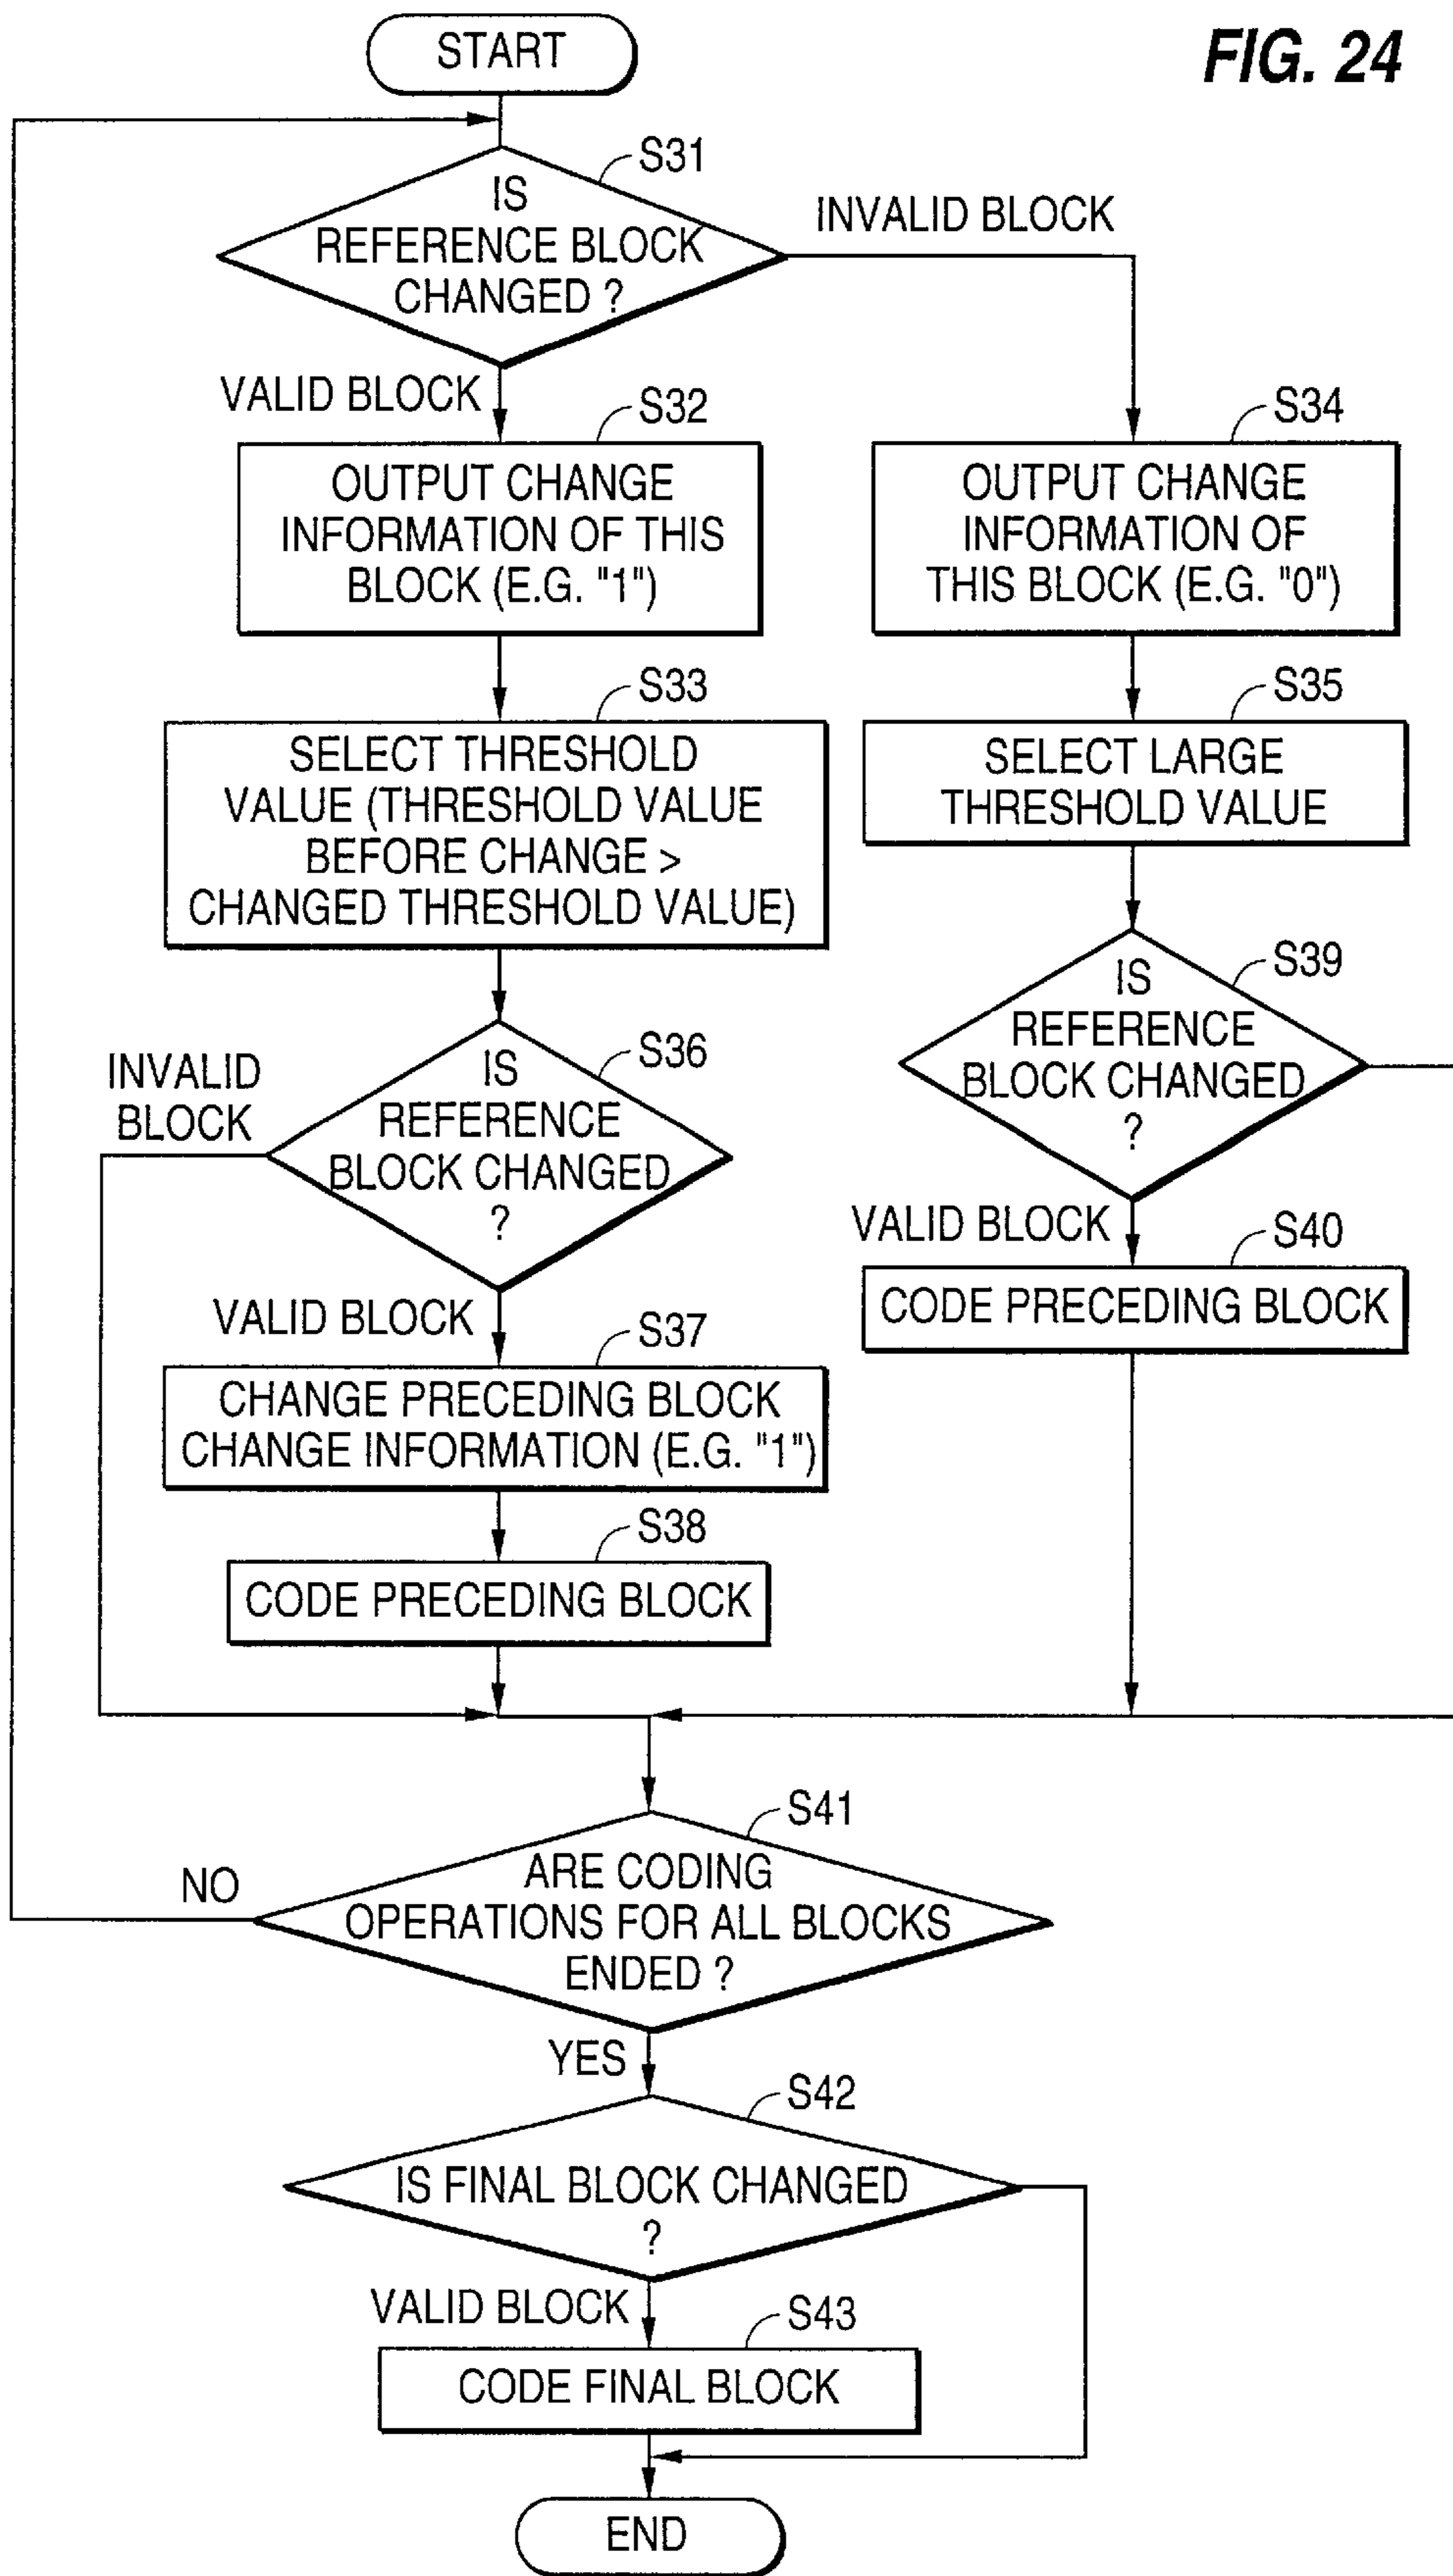 FIG. 24
START
S31
IS
REFERENCE BLOCK
CHANGED ?
INVALID BLOCK
VALID BLOCK
S32
OUTPUT CHANGE
INFORMATION OF THIS
BLOCK (E.G. "1")
S34
OUTPUT CHANGE
INFORMATION OF
THIS BLOCK (E.G. "0")
S33
SELECT THRESHOLD
VALUE (THRESHOLD VALUE
BEFORE CHANGE >
CHANGED THRESHOLD VALUE)
S35
SELECT LARGE
THRESHOLD VALUE
S36
IS
REFERENCE
BLOCK CHANGED
?
INVALID
BLOCK
S39
IS
REFERENCE
BLOCK CHANGED
?
VALID BLOCK
S37
CHANGE PRECEDING BLOCK
CHANGE INFORMATION (E.G. "1")
VALID BLOCK
S40
CODE PRECEDING BLOCK
S38
CODE PRECEDING BLOCK
S41
ARE CODING
OPERATIONS FOR ALL BLOCKS
ENDED ?
NO
YES
S42
IS FINAL BLOCK CHANGED
?
VALID BLOCK
S43
CODE FINAL BLOCK
END